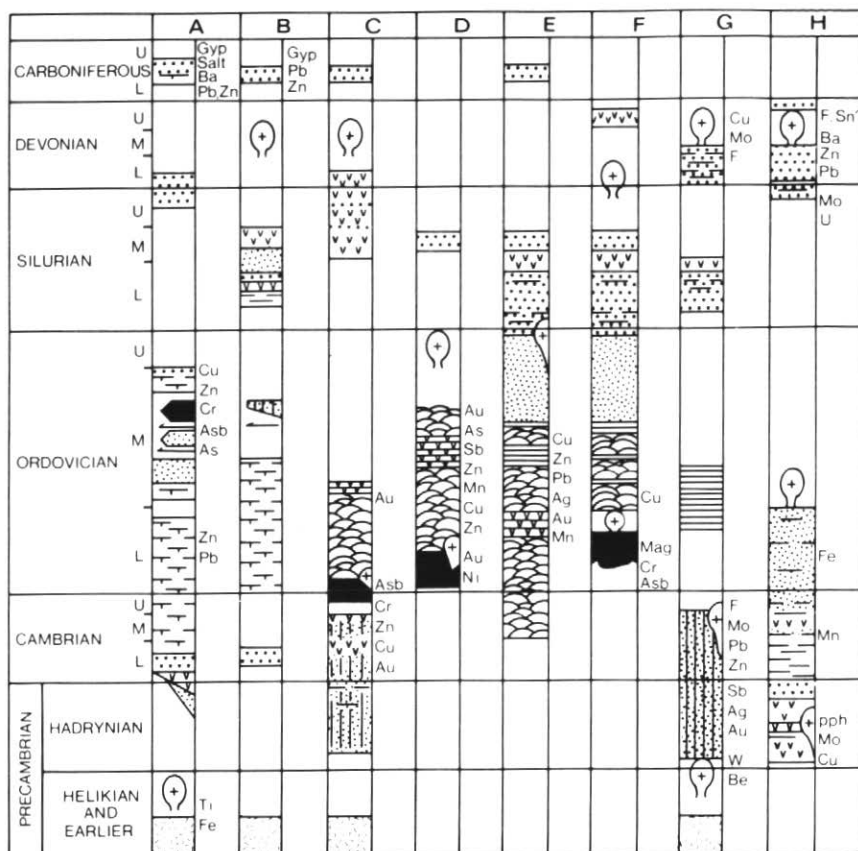 A B C D E F G H
CARBONIFEROUS
U
L
Gyp
Salt
Ba
Pb,Zn
Gyp
Pb
Zn
DEVONIAN
U
M
L
Cu
Mo
F
F, Sn
Ba
Zn
Pb
SILURIAN
U
M
L
Mo
U
ORDOVICIAN
U
M
L
Cu
Zn
Cr
Asb
As
Zn
Pb
Au
Asb
Au
As
Sb
Zn
Mn
Cu
Zn
Au
Ni
Cu
Zn
Pb
Ag
Au
Mn
Cu
Mag
Cr
Asb
Fe
CAMBRIAN
U
M
L
Cr
Zn
Cu
Au
F
Mo
Pb
Zn
Mn
PRECAMBRIAN
HADRYNIAN
Sb
Ag
Au
W
pph
Mo
Cu
HELIKIAN
AND
EARLIER
Ti
Fe
Be